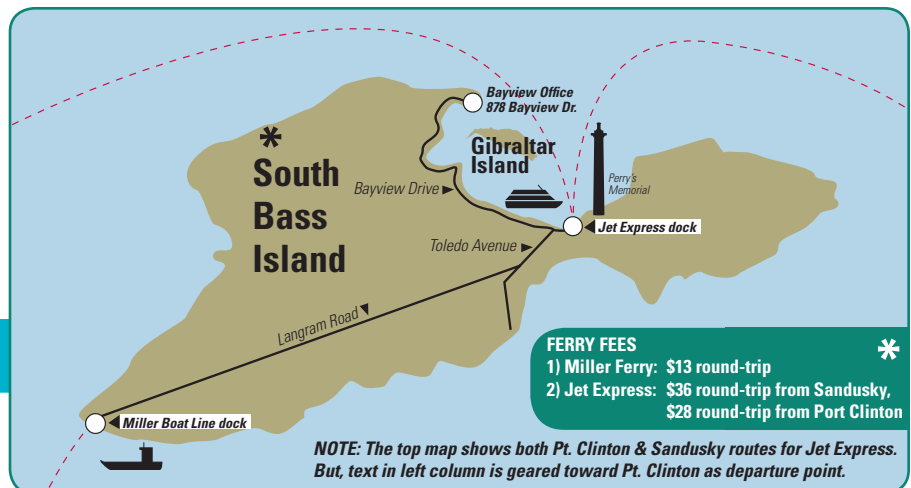 Bayview Office
878 Bayview Dr.
Gibraltar
Island
*
South
Bass
Island
Perry's
Memorial
Bayview Drive
Jet Express dock
Toledo Avenue
Langram Road
FERRY FEES
*
1) Miller Ferry: $13 round-trip
2) Jet Express: $36 round-trip from Sandusky,
$28 round-trip from Port Clinton
Miller Boat Line dock
NOTE: The top map shows both Pt. Clinton & Sandusky routes for Jet Express.
But, text in left column is geared toward Pt. Clinton as departure point.